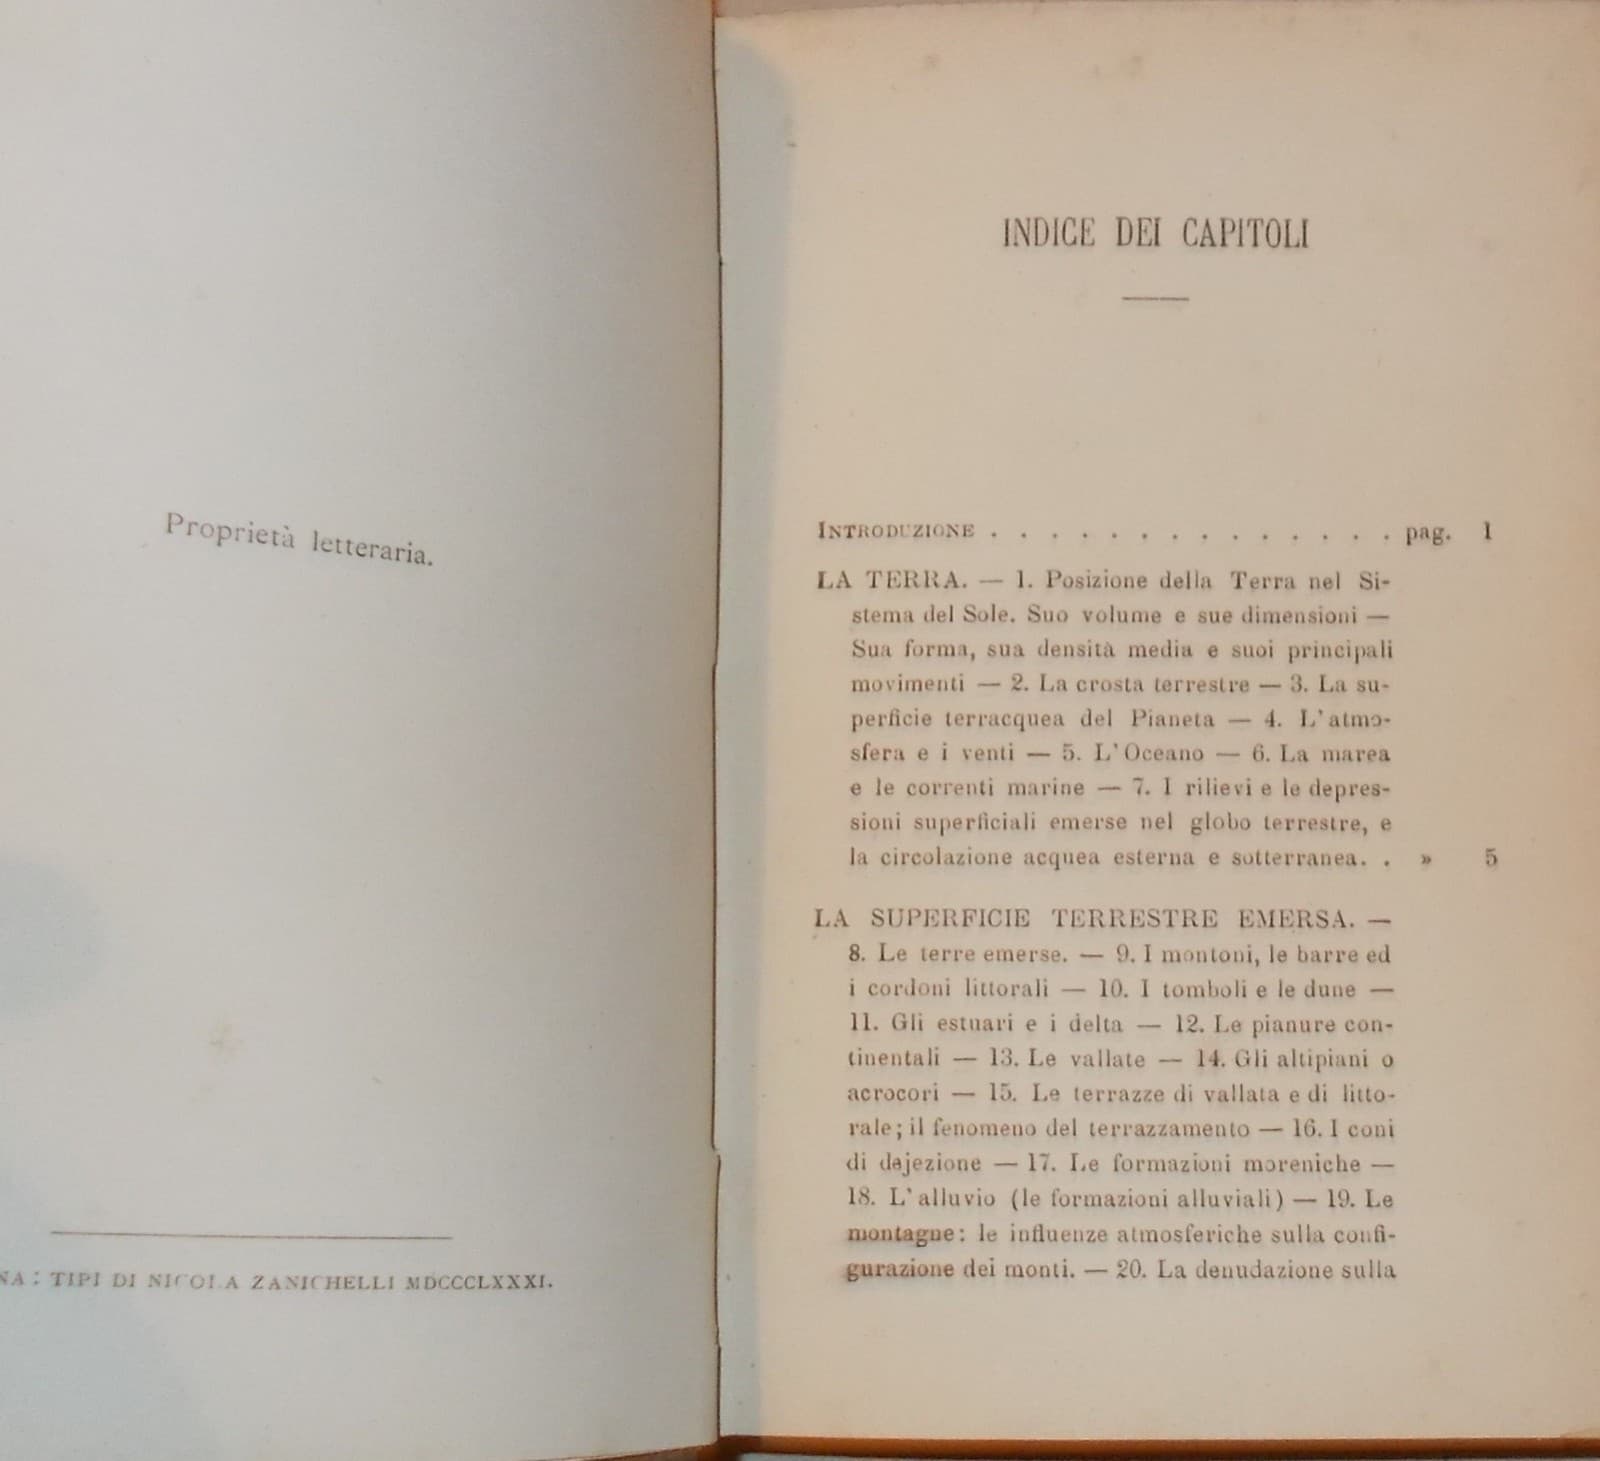 Proprietà letteraria.
NA: TIPI DI NICOLA ZANICHELLI MDCCCLXXXI.
INDICE DEI CAPITOLI
INTRODUZIONE . . . . . . . . . . . . . . pag. 1
LA TERRA. — 1. Posizione della Terra nel Si-
stema del Sole. Suo volume e sue dimensioni —
Sua forma, sua densità media e suoi principali
movimenti — 2. La crosta terrestre — 3. La su-
perficie terracquea del Pianeta — 4. L'atmo-
sfera e i venti — 5. L'Oceano — 6. La marea
e le correnti marine — 7. I rilievi e le depres-
sioni superficiali emerse nel globo terrestre, e
la circolazione acquea esterna e sotterranea. . » 5
LA SUPERFICIE TERRESTRE EMERSA. —
8. Le terre emerse. — 9. I montoni, le barre ed
i cordoni littorali — 10. I tomboli e le dune —
11. Gli estuari e i delta — 12. Le pianure con-
tinentali — 13. Le vallate — 14. Gli altipiani o
acrocori — 15. Le terrazze di vallata e di litto-
rale; il fenomeno del terrazzamento — 16. I coni
di dejezione — 17. Le formazioni moreniche —
18. L'alluvio (le formazioni alluviali) — 19. Le
montagne: le influenze atmosferiche sulla confi-
gurazione dei monti. — 20. La denudazione sulla